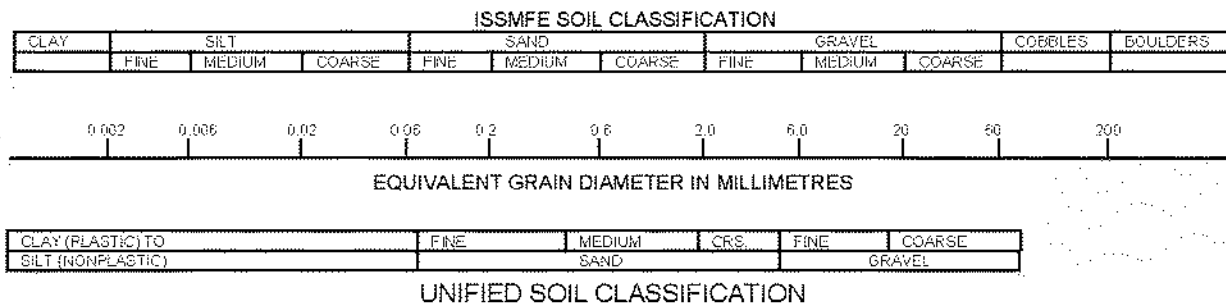 ISSMFE SOIL CLASSIFICATION
CLAY SILT SAND GRAVEL COBBLES BOULDERS
FINE MEDIUM COARSE FINE MEDIUM COARSE FINE MEDIUM COARSE
0.002 0.006 0.02 0.06 0.2 0.6 2.0 6.0 20 60 200
EQUIVALENT GRAIN DIAMETER IN MILLIMETRES
CLAY (PLASTIC) TO FINE MEDIUM CRS. FINE COARSE
SILT (NONPLASTIC) SAND GRAVEL
UNIFIED SOIL CLASSIFICATION